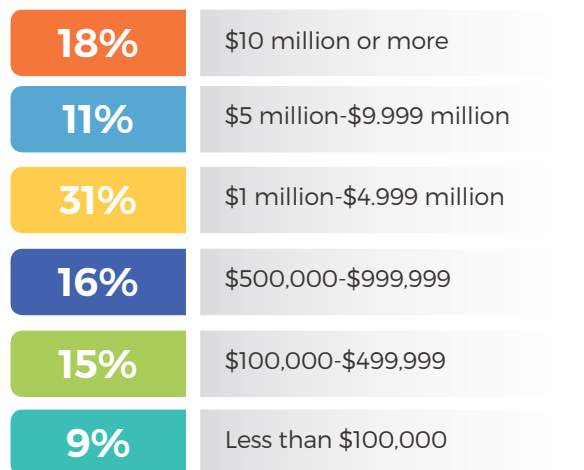 18% $10 million or more
11% $5 million-$9.999 million
31% $1 million-$4.999 million
16% $500,000-$999,999
15% $100,000-$499,999
9% Less than $100,000